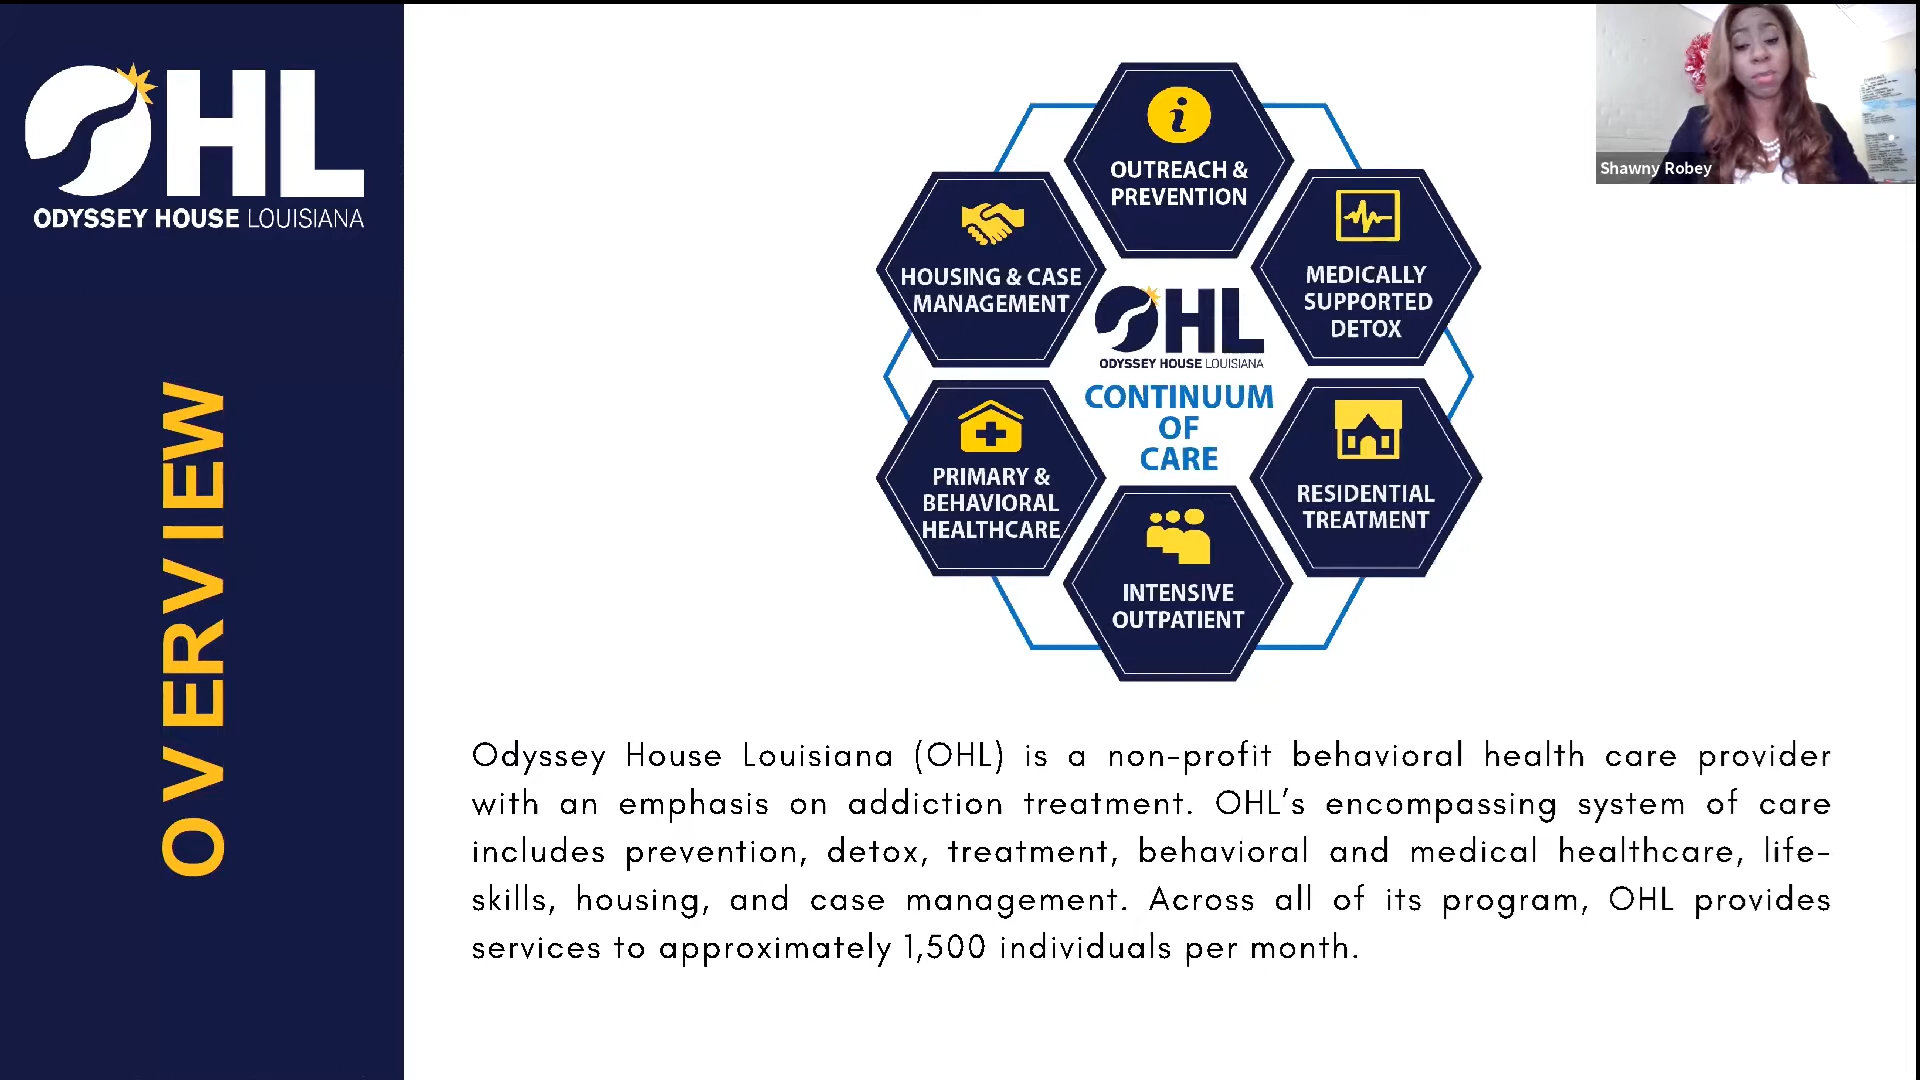 OHL
ODYSSEY HOUSE LOUISIANA
OVERVIEW
OUTREACH &
PREVENTION
MEDICALLY
SUPPORTED
DETOX
RESIDENTIAL
TREATMENT
INTENSIVE
OUTPATIENT
PRIMARY &
BEHAVIORAL
HEALTHCARE
HOUSING & CASE
MANAGEMENT
OHL
ODYSSEY HOUSE LOUISIANA
CONTINUUM
OF
CARE
Shawny Robey
Odyssey House Louisiana (OHL) is a non-profit behavioral health care provider
with an emphasis on addiction treatment. OHL’s encompassing system of care
includes prevention, detox, treatment, behavioral and medical healthcare, life-
skills, housing, and case management. Across all of its program, OHL provides
services to approximately 1,500 individuals per month.